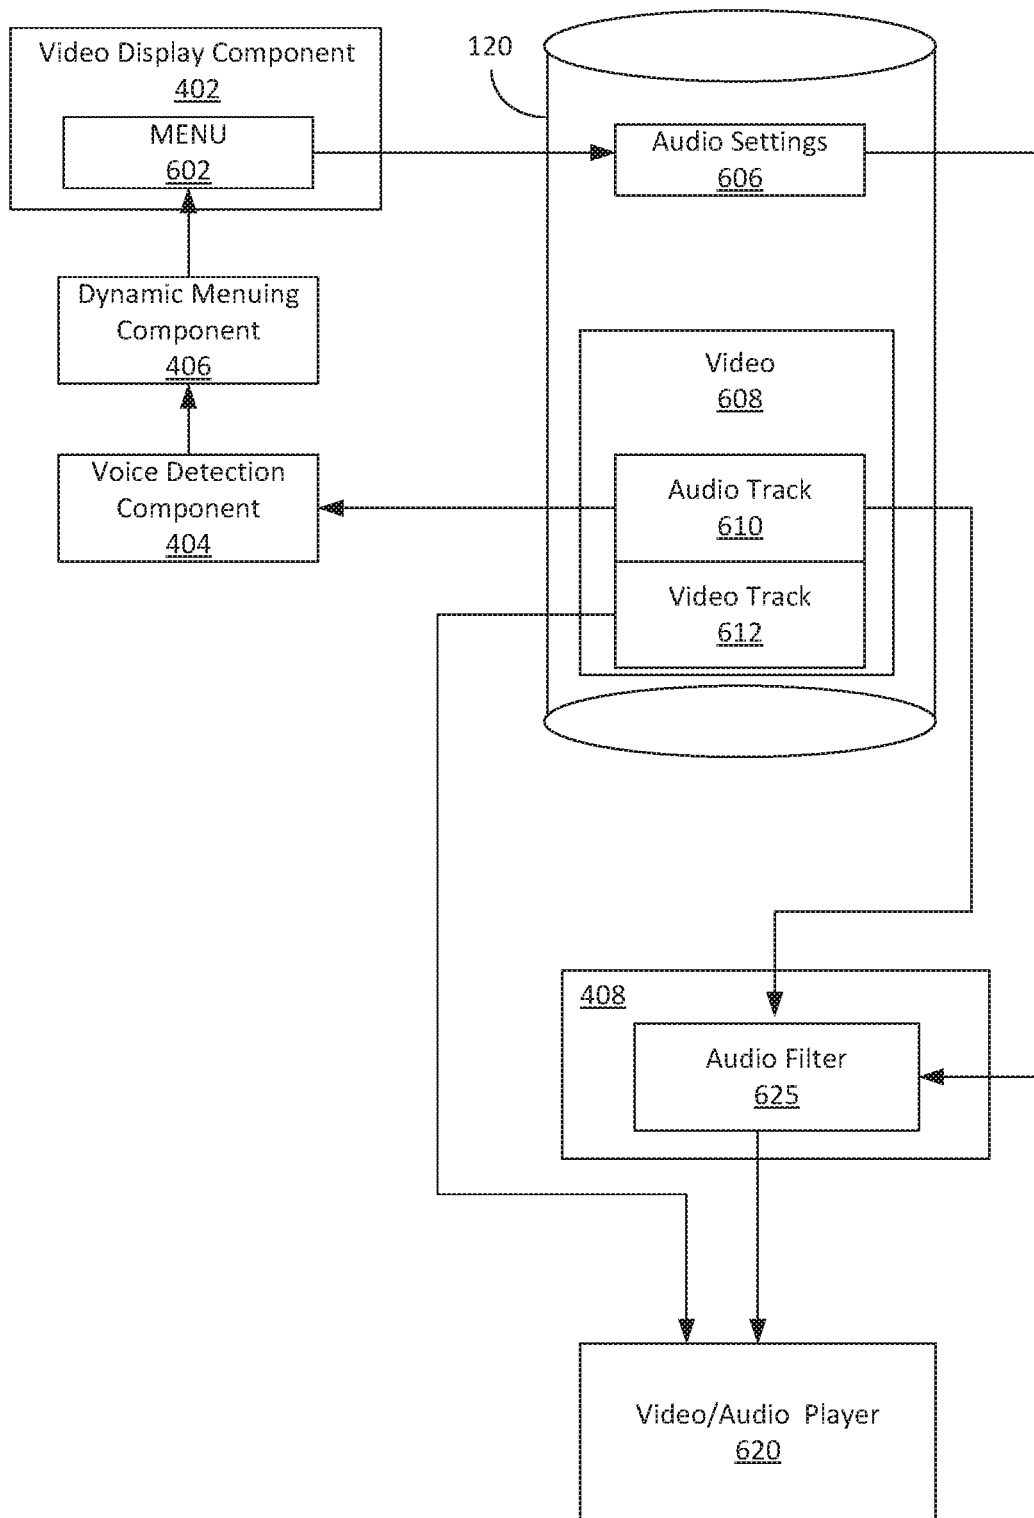 Video Display Component
402
MENU
602
120
Audio Settings
606
Dynamic Menuing
Component
406
Video
608
Voice Detection
Component
404
Audio Track
610
Video Track
612
408
Audio Filter
625
Video/Audio Player
620